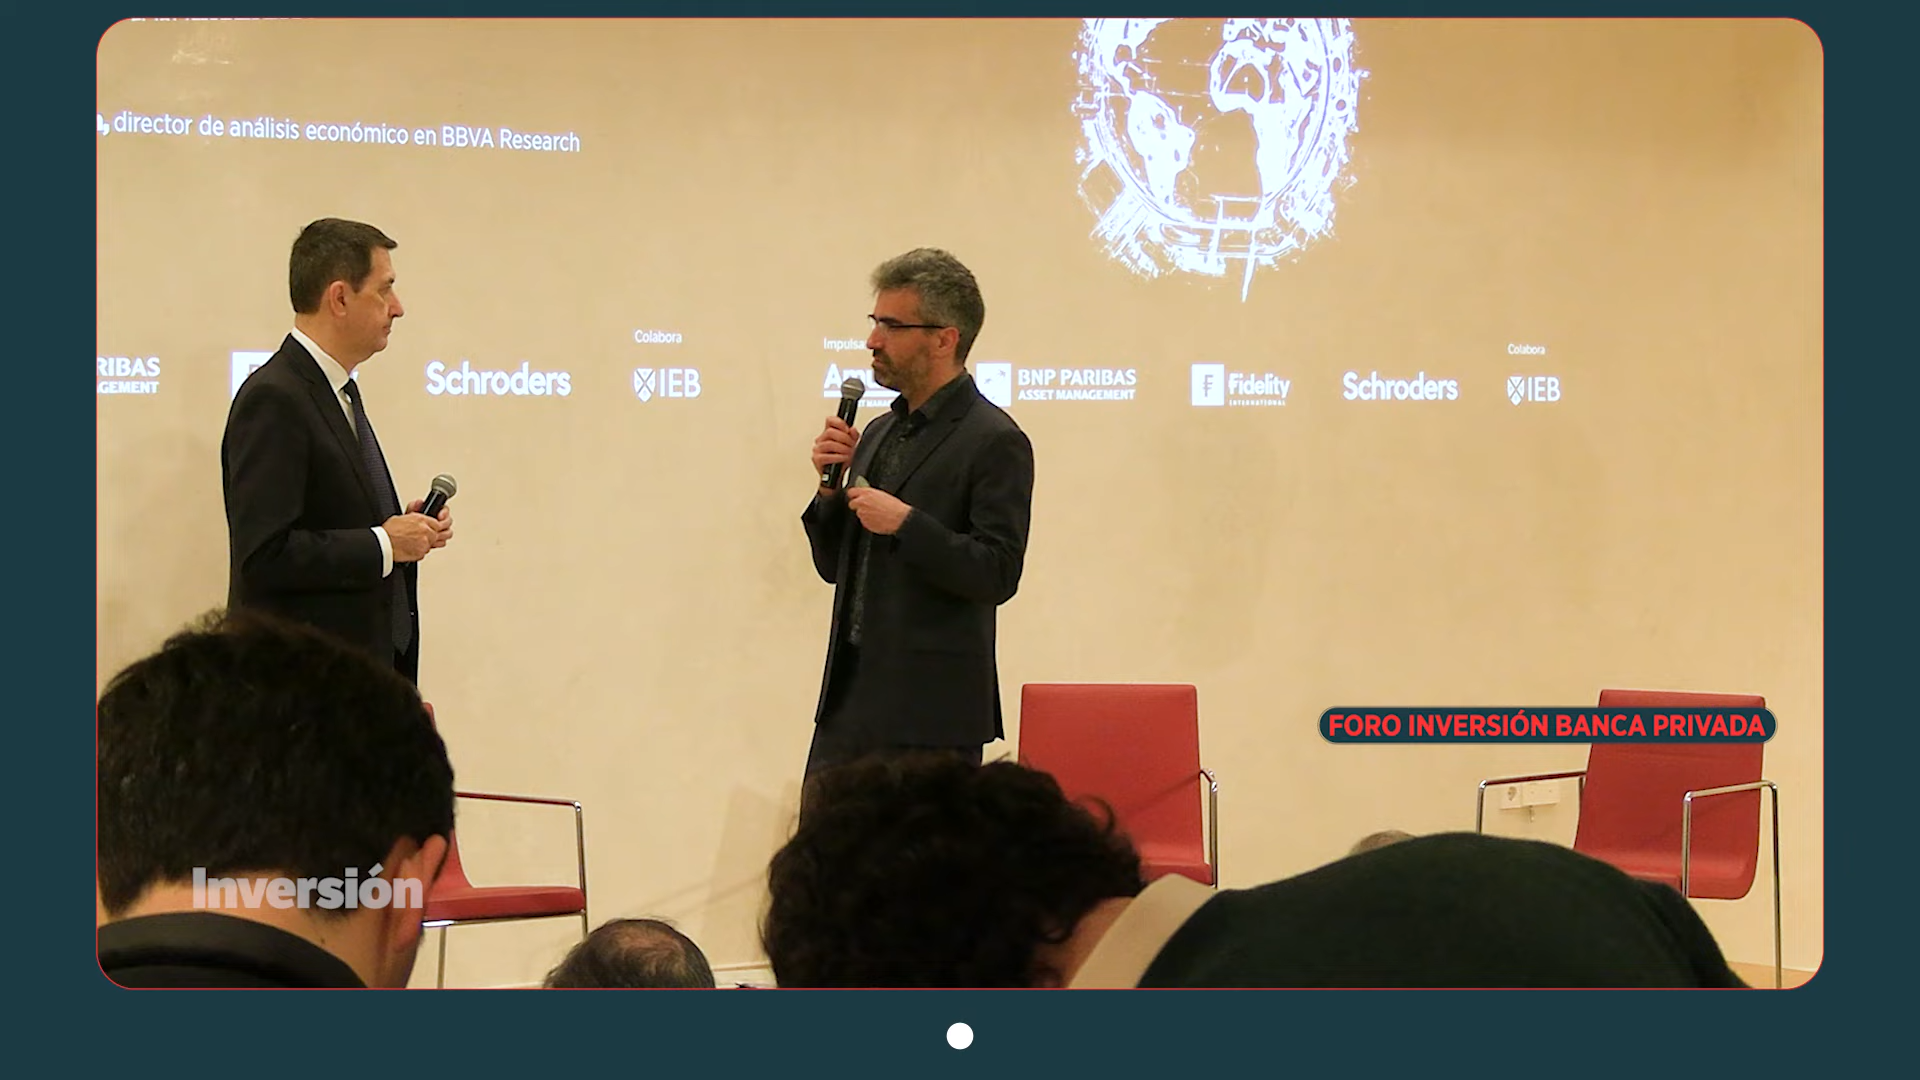 director de análisis económico en BBVA Research
Colabora
RIBAS
GEMENT
Schroders
IEB
Impulsa
BNP PARIBAS
ASSET MANAGEMENT
Fidelity
INTERNATIONAL
Schroders
Colabora
IEB
FORO INVERSIÓN BANCA PRIVADA
Inversión